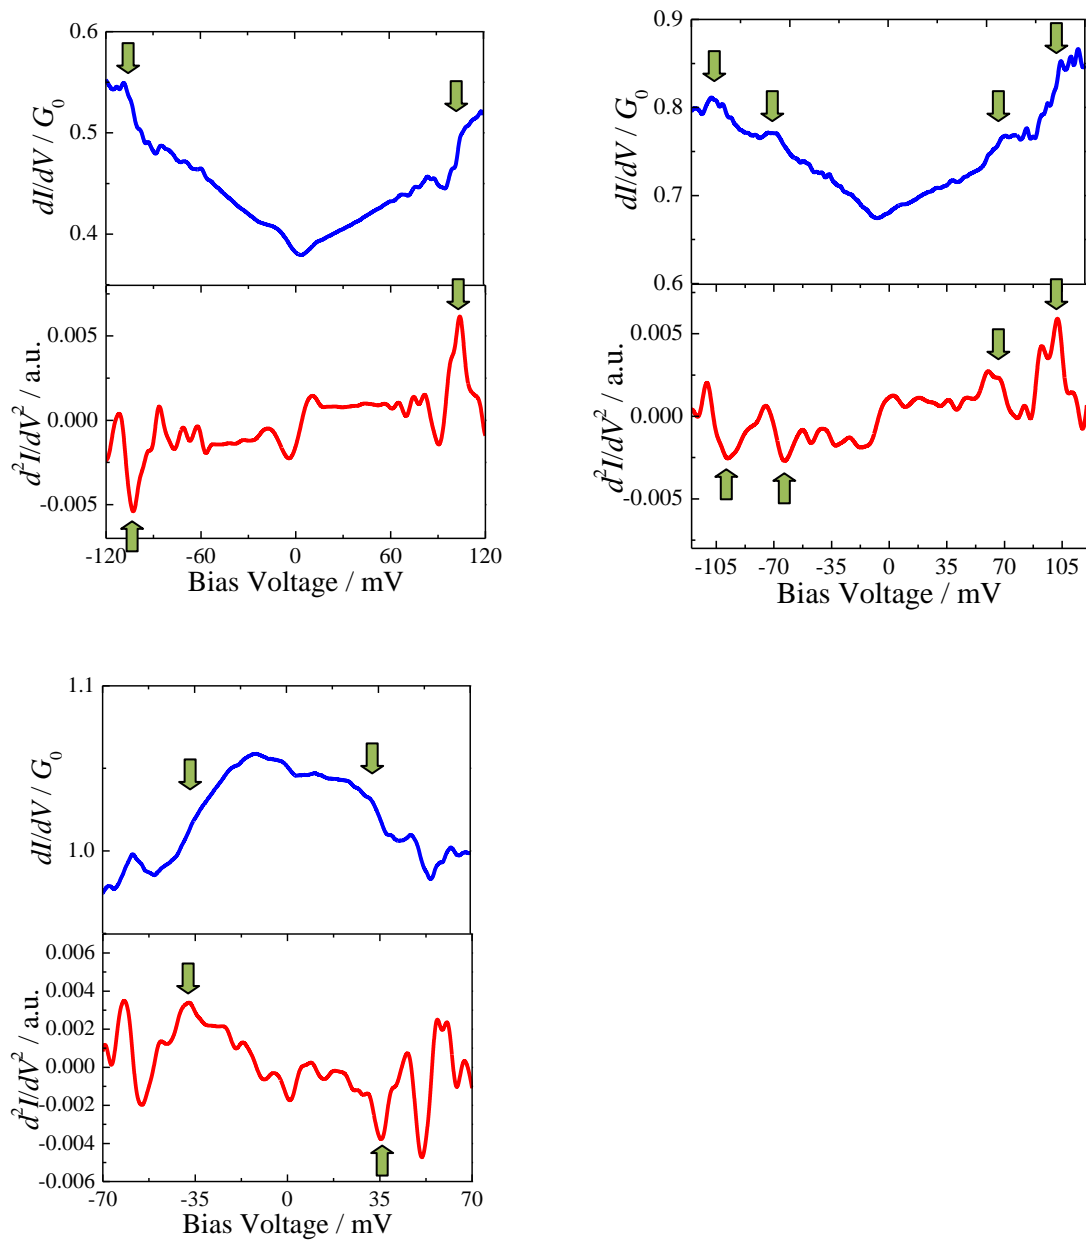 0.6
0.5
0.4
dI/dV / G₀
0.005
0.000
-0.005
d²I/dV² / a.u.
-120 -60 0 60 120
Bias Voltage / mV
0.9
0.8
0.7
0.6
dI/dV / G₀
0.005
0.000
-0.005
d²I/dV² / a.u.
-105 -70 -35 0 35 70 105
Bias Voltage / mV
1.1
1.0
dI/dV / G₀
0.006
0.004
0.002
0.000
-0.002
-0.004
-0.006
d²I/dV² / a.u.
-70 -35 0 35 70
Bias Voltage / mV